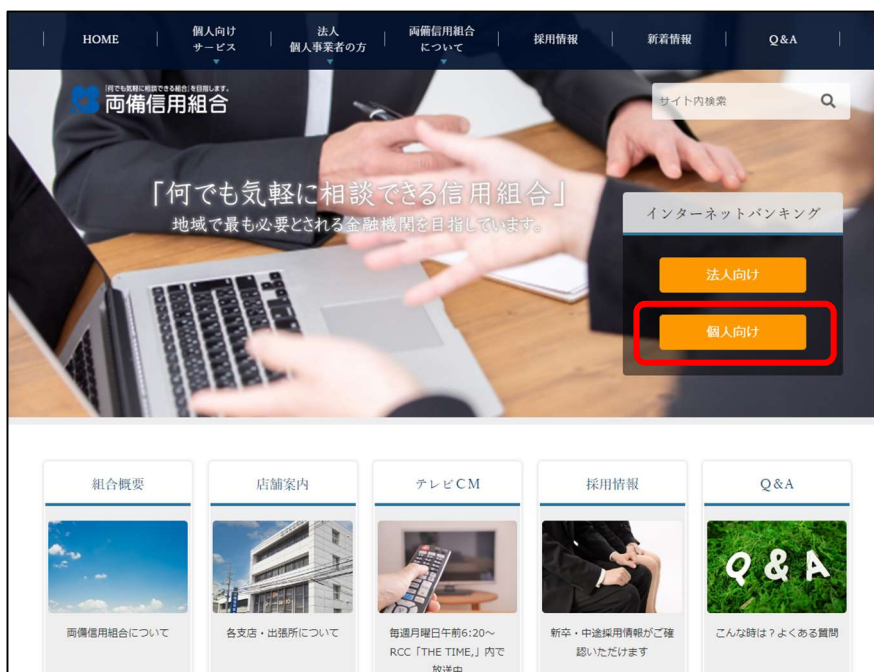 HOME
個人向け
サービス
法人
個人事業者の方
両備信用組合
について
採用情報
新着情報
Q&A
「何でも気軽に相談できる組合」を目指します。
両備信用組合
サイト内検索
「何でも気軽に相談できる信用組合」
地域で最も必要とされる金融機関を目指しています。
インターネットバンキング
法人向け
個人向け
組合概要
店舗案内
テレビCM
採用情報
Q&A
Q & A
両備信用組合について
各支店・出張所について
毎週月曜日午前6:20～
RCC「THE TIME,」内で
放送中
新卒・中途採用情報がご確
認いただけます
こんな時は？よくある質問